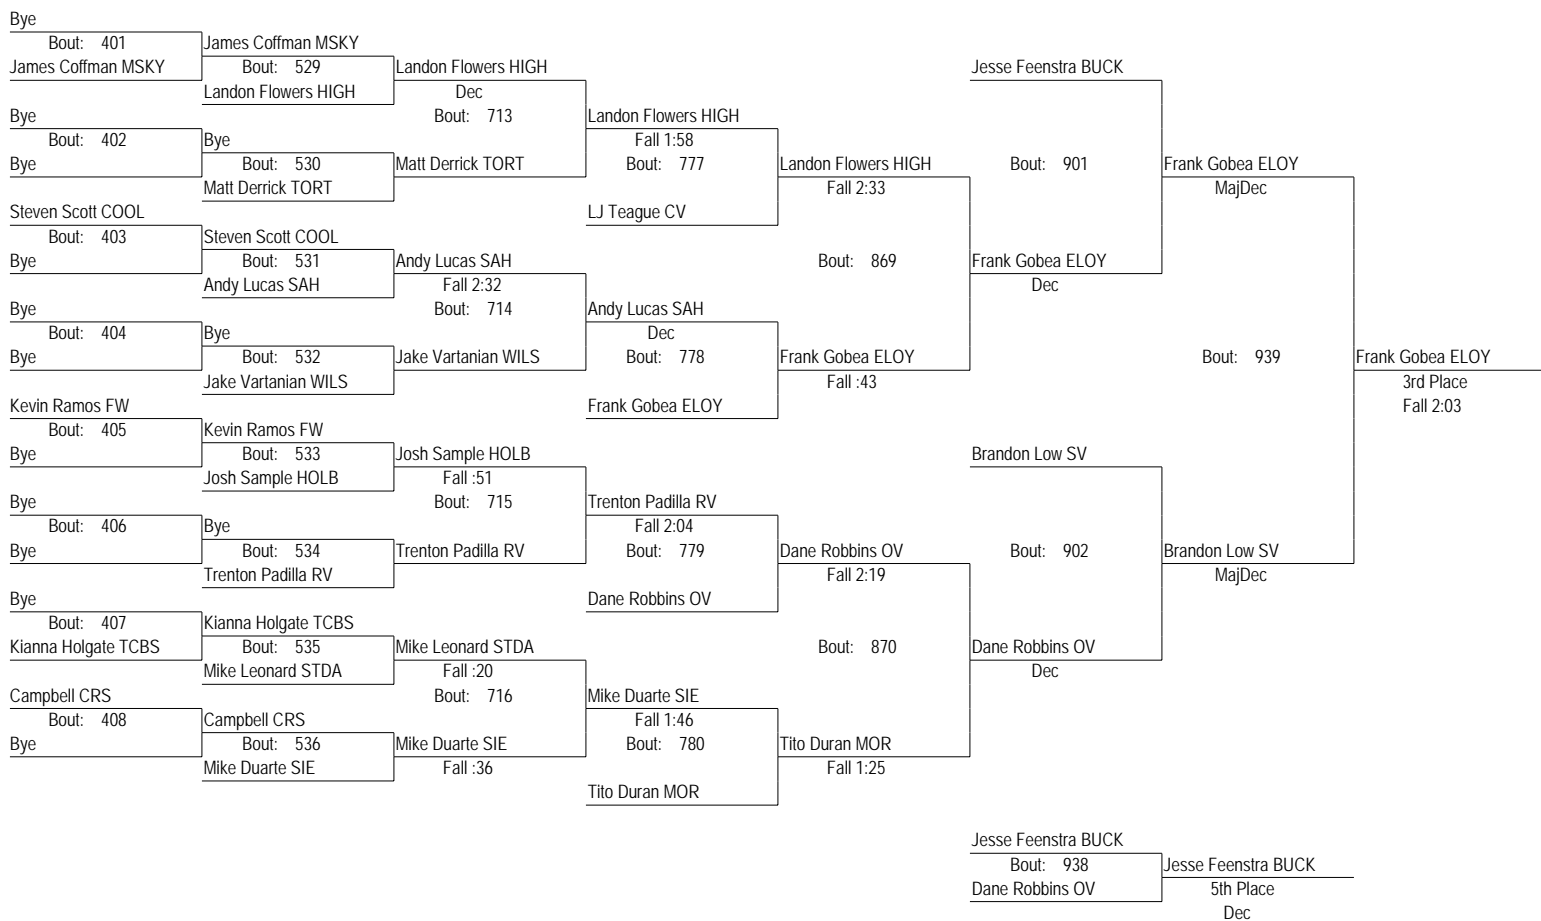 Bye
Bout: 401
James Coffman MSKY
Bye
Bout: 402
Bye
Steven Scott COOL
Bout: 403
Bye
Bye
Bout: 404
Bye
Kevin Ramos FW
Bout: 405
Bye
Bye
Bout: 406
Bye
Bye
Bout: 407
Kianna Holgate TCBS
Campbell CRS
Bout: 408
Bye
James Coffman MSKY
Bout: 529
Landon Flowers HIGH
Bye
Bout: 530
Matt Derrick TORT
Steven Scott COOL
Bout: 531
Andy Lucas SAH
Bye
Bout: 532
Jake Vartanian WILS
Kevin Ramos FW
Bout: 533
Josh Sample HOLB
Bye
Bout: 534
Trenton Padilla RV
Kianna Holgate TCBS
Bout: 535
Mike Leonard STDA
Campbell CRS
Bout: 536
Mike Duarte SIE
Landon Flowers HIGH
Dec
Bout: 713
Matt Derrick TORT
Andy Lucas SAH
Fall 2:32
Bout: 714
Jake Vartanian WILS
Josh Sample HOLB
Fall :51
Bout: 715
Trenton Padilla RV
Mike Leonard STDA
Fall :20
Bout: 716
Mike Duarte SIE
Fall :36
Landon Flowers HIGH
Fall 1:58
Bout: 777
LJ Teague CV
Andy Lucas SAH
Dec
Bout: 778
Frank Gobea ELOY
Trenton Padilla RV
Fall 2:04
Bout: 779
Dane Robbins OV
Mike Duarte SIE
Fall 1:46
Bout: 780
Tito Duran MOR
Landon Flowers HIGH
Fall 2:33
Bout: 869
Frank Gobea ELOY
Fall :43
Dane Robbins OV
Fall 2:19
Bout: 870
Tito Duran MOR
Fall 1:25
Jesse Feenstra BUCK
Bout: 901
Frank Gobea ELOY
Dec
Brandon Low SV
Bout: 902
Dane Robbins OV
Dec
Frank Gobea ELOY
MajDec
Bout: 939
Brandon Low SV
MajDec
Frank Gobea ELOY
3rd Place
Fall 2:03
Jesse Feenstra BUCK
Bout: 938
Dane Robbins OV
Jesse Feenstra BUCK
5th Place
Dec